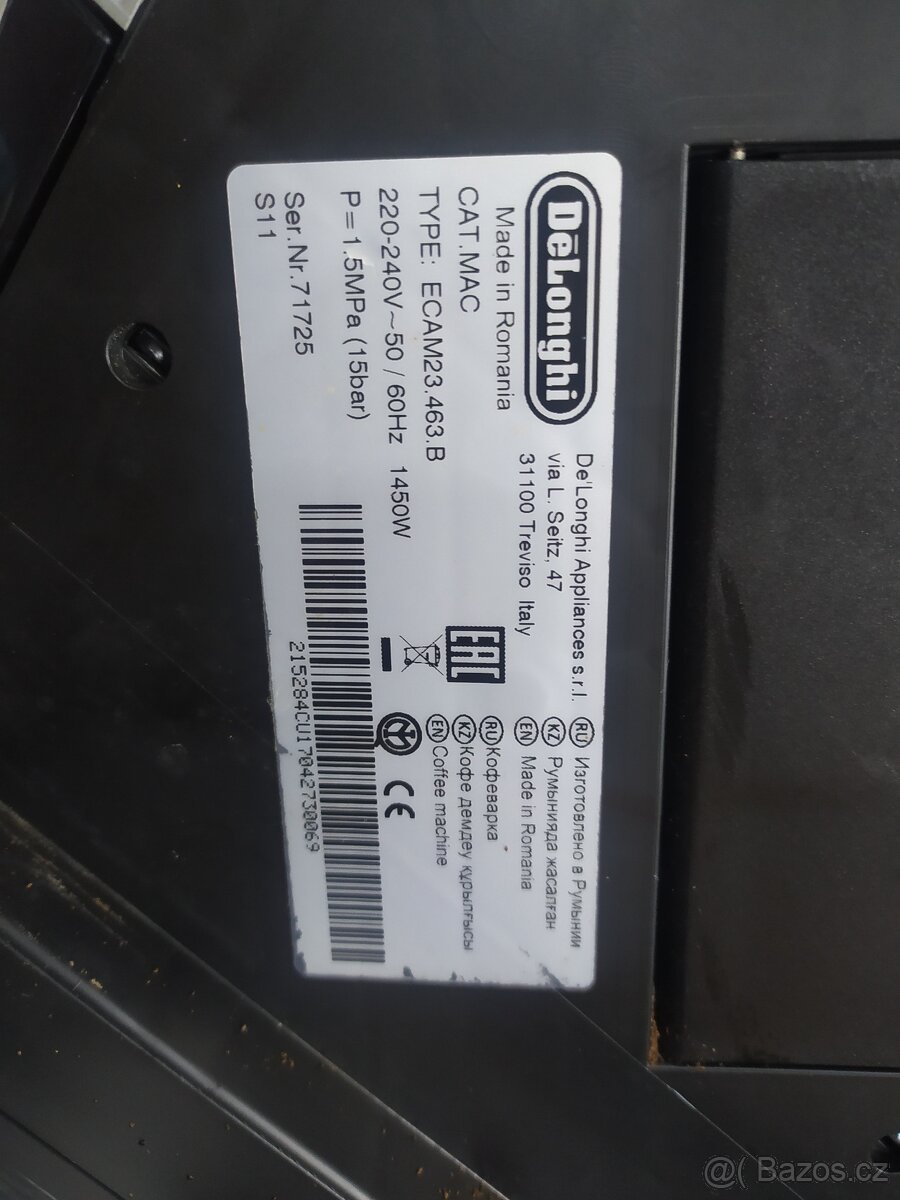 DeLonghi
Made in Romania
CAT.MAC
TYPE: ECAM23.463.B
220-240V~50 / 60Hz 1450W
P=1.5MPa (15bar)
Ser.Nr.71725
S11
De'Longhi Appliances s.r.l.
via L. Seitz, 47
31100 Treviso Italy
EAC
RU Изготовлено в Румынии
KZ Румынияда жасалған
EN Made in Romania
RU Кофеварка
KZ Кофе демдеу құрылғысы
EN Coffee machine
CE
215284CU17042730069
@( Bazos.cz